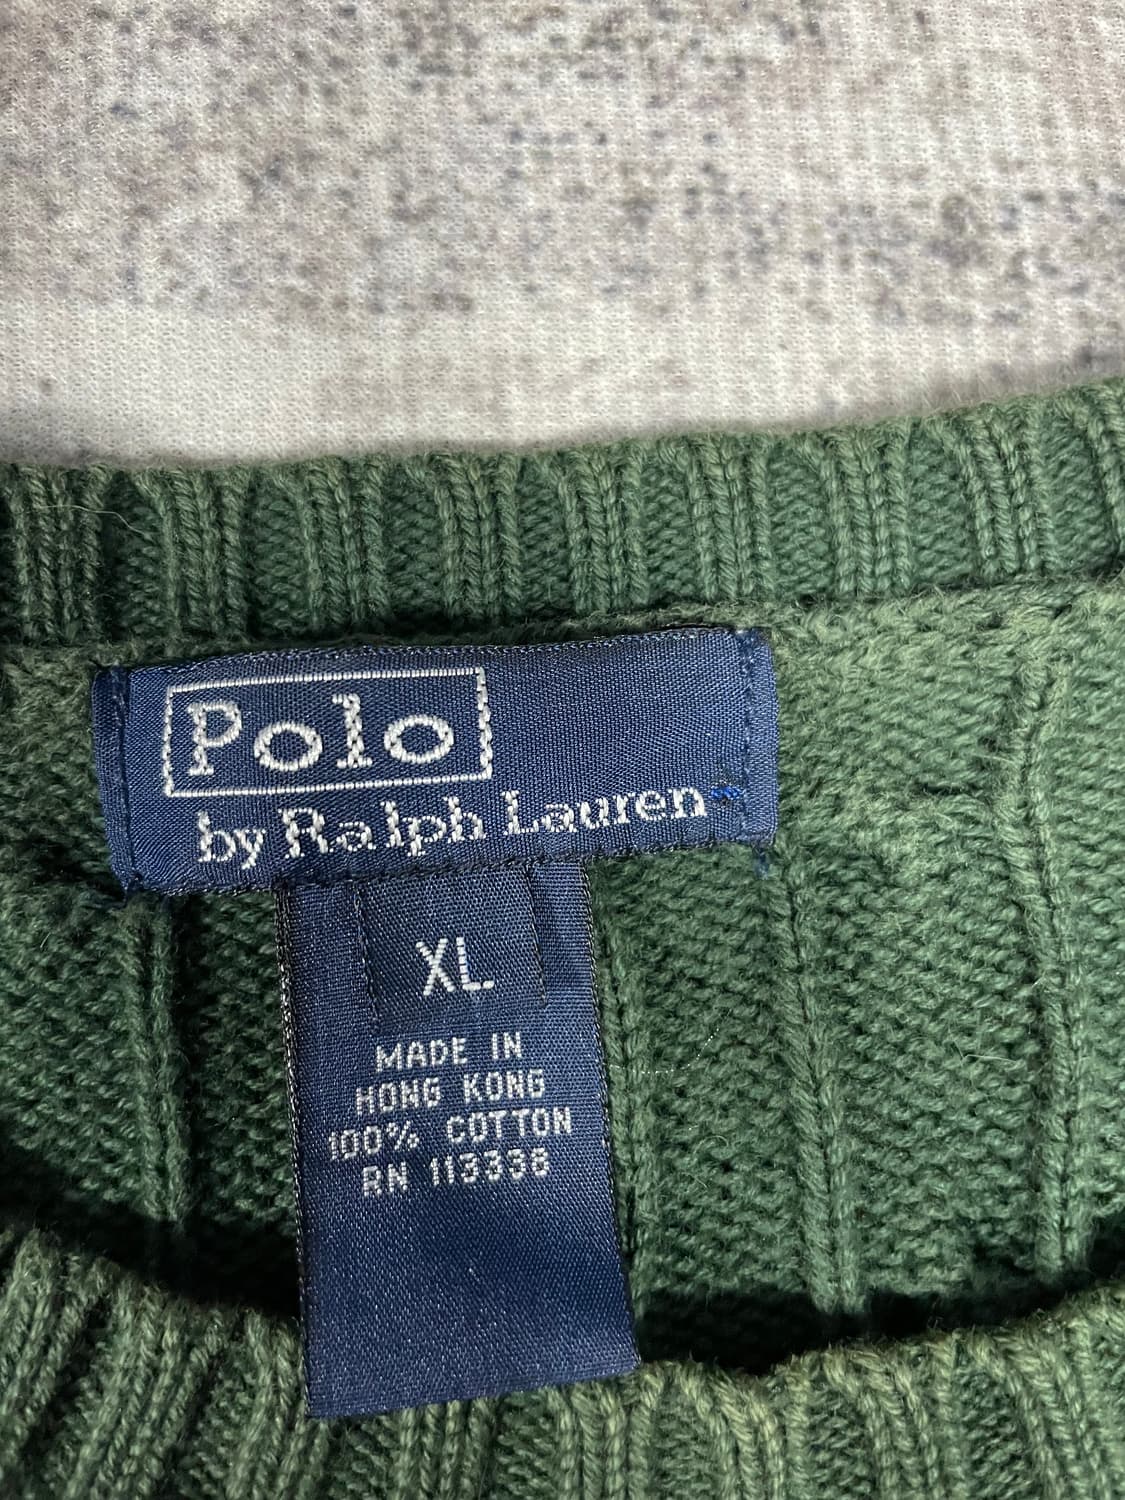 Polo
by Ralph Lauren
XL
MADE IN
HONG KONG
100% COTTON
RN 113338